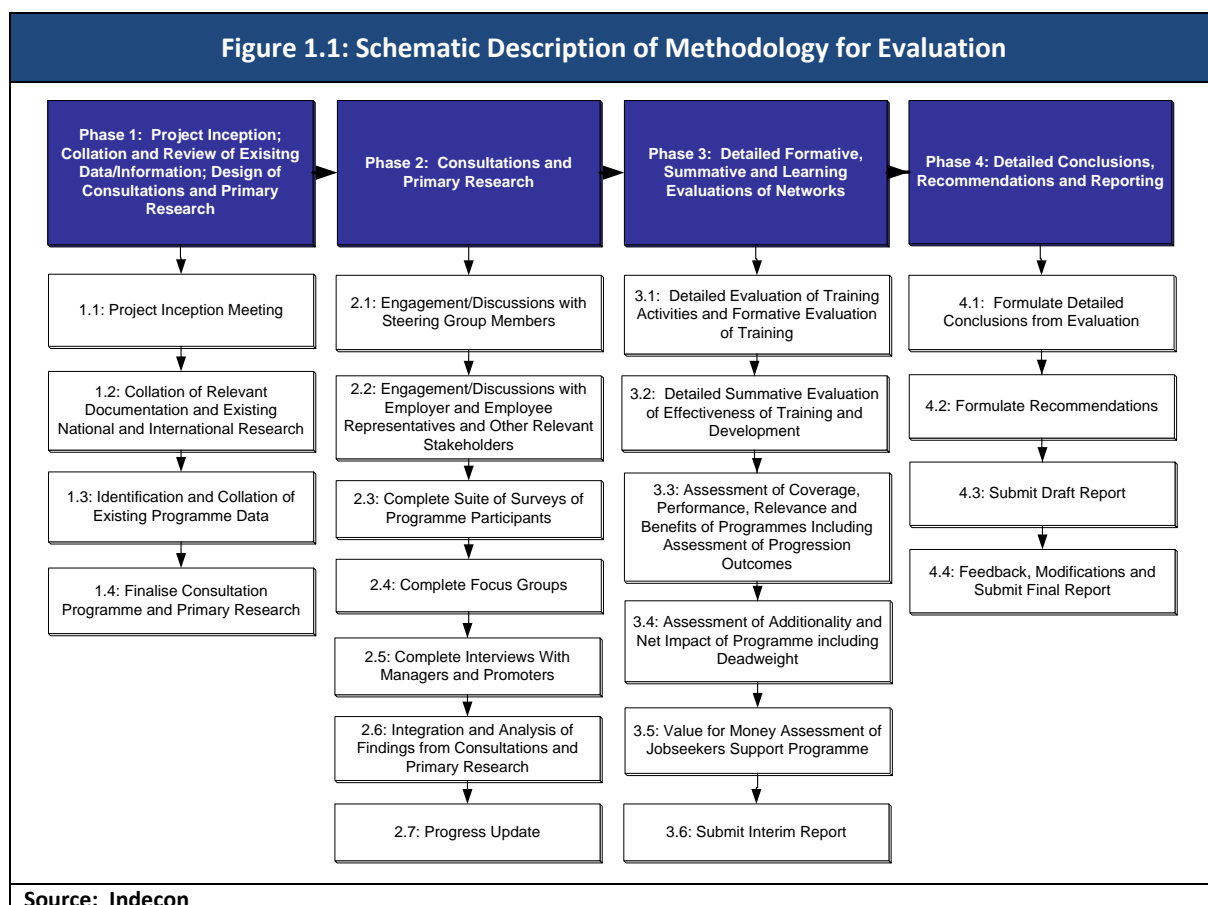 Figure 1.1: Schematic Description of Methodology for Evaluation
Phase 1:  Project Inception;
Collation and Review of Exisitng
Data/Information; Design of
Consultations and Primary
Research
1.1: Project Inception Meeting
1.2: Collation of Relevant
Documentation and Existing
National and International Research
1.3: Identification and Collation of
Existing Programme Data
1.4: Finalise Consultation
Programme and Primary Research
Phase 2:  Consultations and
Primary Research
2.1: Engagement/Discussions with
Steering Group Members
2.2: Engagement/Discussions with
Employer and Employee
Representatives and Other Relevant
Stakeholders
2.3: Complete Suite of Surveys of
Programme Participants
2.4: Complete Focus Groups
2.5: Complete Interviews With
Managers and Promoters
2.6: Integration and Analysis of
Findings from Consultations and
Primary Research
2.7: Progress Update
Phase 3:  Detailed Formative,
Summative and Learning
Evaluations of Networks
3.1:  Detailed Evaluation of Training
Activities and Formative Evaluation
of Training
3.2: Detailed Summative Evaluation
of Effectiveness of Training and
Development
3.3: Assessment of Coverage,
Performance, Relevance and
Benefits of Programmes Including
Assessment of Progression
Outcomes
3.4: Assessment of Additionality and
Net Impact of Programme including
Deadweight
3.5: Value for Money Assessment of
Jobseekers Support Programme
3.6: Submit Interim Report
Phase 4: Detailed Conclusions,
Recommendations and Reporting
4.1:  Formulate Detailed
Conclusions from Evaluation
4.2: Formulate Recommendations
4.3: Submit Draft Report
4.4: Feedback, Modifications and
Submit Final Report
Source:  Indecon